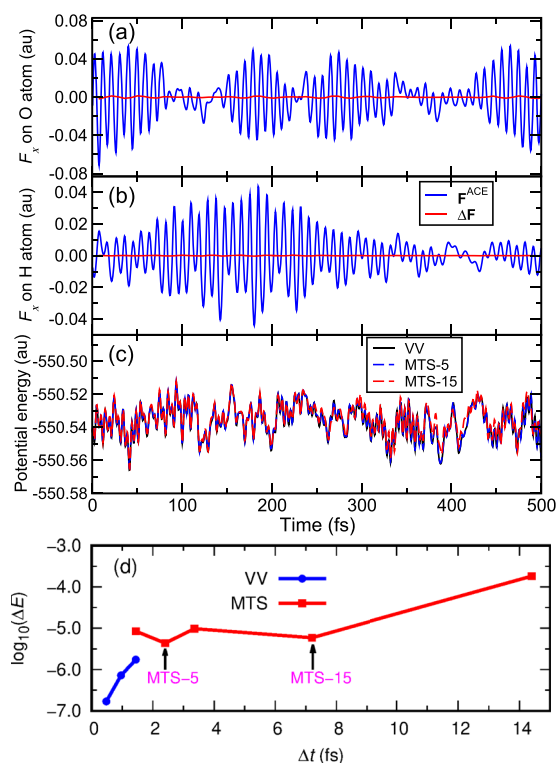 (a)
F_x on O atom (au)
0.08
0.04
0.00
-0.04
-0.08
(b)
F_x on H atom (au)
0.04
0.02
0.00
-0.02
-0.04
F^ACE
ΔF
(c)
Potential energy (au)
-550.50
-550.52
-550.54
-550.56
-550.58
VV
MTS-5
MTS-15
0 100 200 300 400 500
Time (fs)
(d)
log10(ΔE)
−3.0
−4.0
−5.0
−6.0
−7.0
VV
MTS
MTS−5
MTS−15
0 2 4 6 8 10 12 14
Δt (fs)